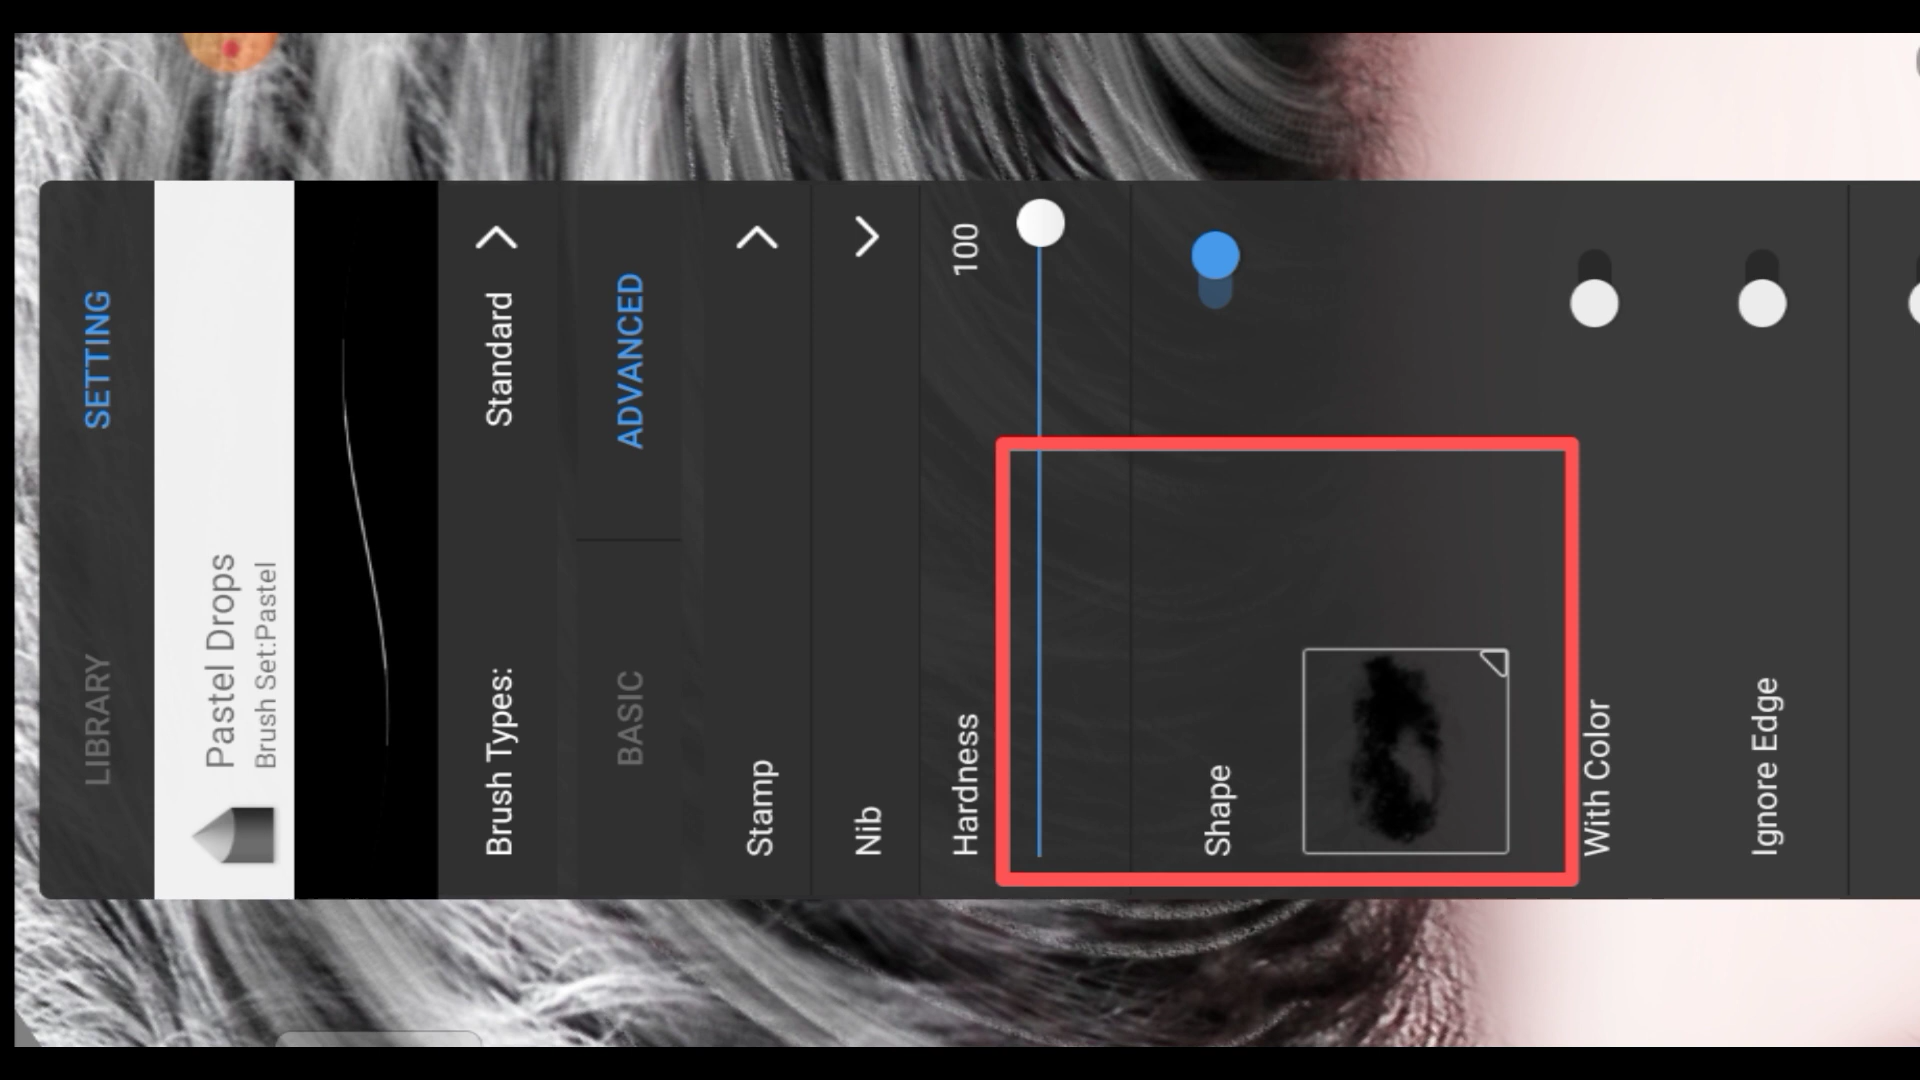 LIBRARY SETTING
Pastel Drops
Brush Set:Pastel
Brush Types: Standard
BASIC ADVANCED
Stamp
Nib
Hardness 100
Shape
With Color
Ignore Edge